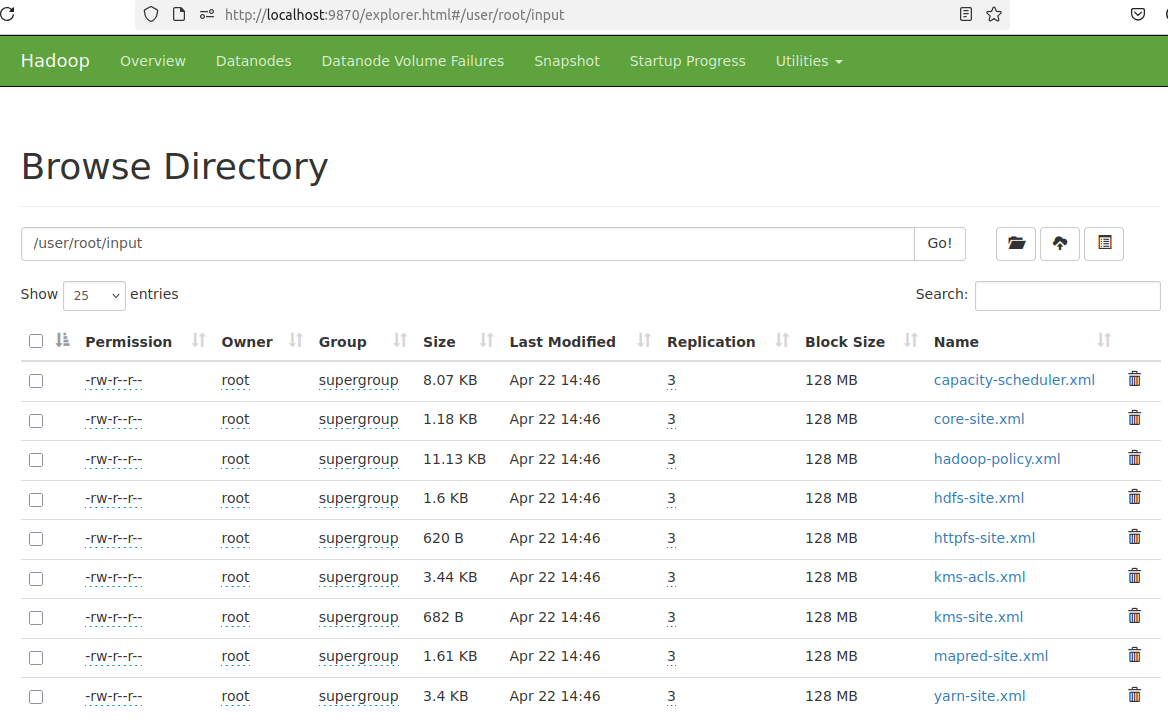 http://localhost:9870/explorer.html#/user/root/input
Hadoop Overview Datanodes Datanode Volume Failures Snapshot Startup Progress Utilities
Browse Directory
/user/root/input Go!
Show 25 entries Search:
Permission Owner Group Size Last Modified Replication Block Size Name
-rw-r--r-- root supergroup 8.07 KB Apr 22 14:46 3 128 MB capacity-scheduler.xml
-rw-r--r-- root supergroup 1.18 KB Apr 22 14:46 3 128 MB core-site.xml
-rw-r--r-- root supergroup 11.13 KB Apr 22 14:46 3 128 MB hadoop-policy.xml
-rw-r--r-- root supergroup 1.6 KB Apr 22 14:46 3 128 MB hdfs-site.xml
-rw-r--r-- root supergroup 620 B Apr 22 14:46 3 128 MB httpfs-site.xml
-rw-r--r-- root supergroup 3.44 KB Apr 22 14:46 3 128 MB kms-acls.xml
-rw-r--r-- root supergroup 682 B Apr 22 14:46 3 128 MB kms-site.xml
-rw-r--r-- root supergroup 1.61 KB Apr 22 14:46 3 128 MB mapred-site.xml
-rw-r--r-- root supergroup 3.4 KB Apr 22 14:46 3 128 MB yarn-site.xml